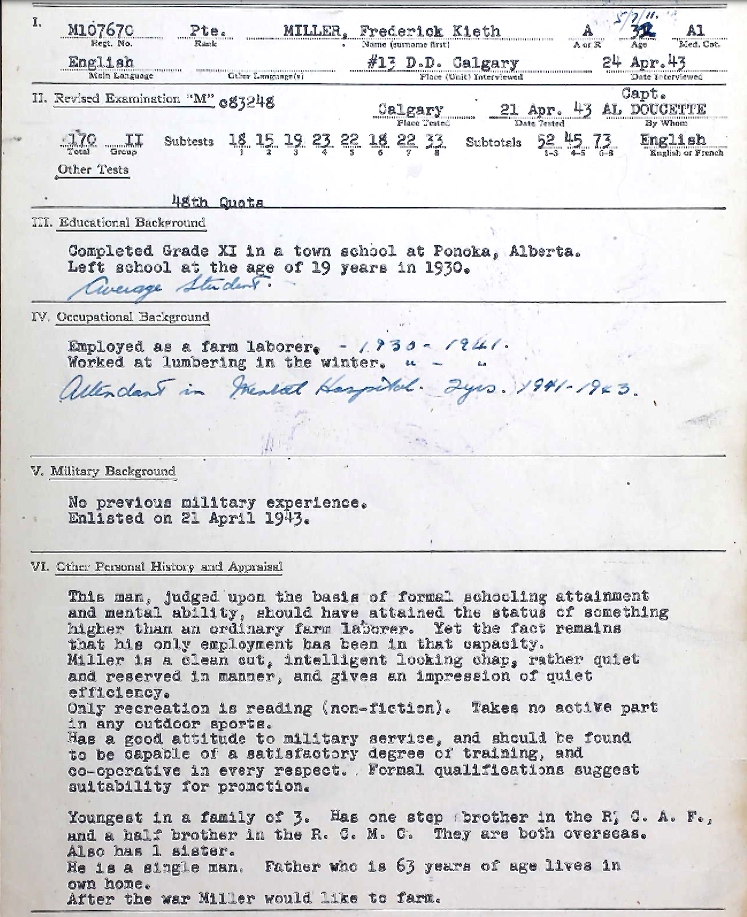 I. M107670 Pte. MILLER, Frederick Kieth A 32 A1
Regt. No. Rank Name (surname first) A or R Age Med. Cat.
English #13 D.D. Calgary 24 Apr.43
Main Language Other Language(s) Place (Unit) Interviewed Date Interviewed
II. Revised Examination "M" 083248 Calgary 21 Apr. 43 Capt. AL DOUCETTE
Place Tested Date Tested By Whom
170 II Subtests 18 15 19 23 22 18 22 33 Subtotals 52 45 73 English
Total Group 1 2 3 4 5 6 7 8 1-3 4-5 6-8 English or French
Other Tests
48th Quota
III. Educational Background
Completed Grade XI in a town school at Ponoka, Alberta.
Left school at the age of 19 years in 1930.
Average Student.
IV. Occupational Background
Employed as a farm laborer. - 1930 - 1941.
Worked at lumbering in the winter. " - "
Attendant in Mental Hospital. 2yrs. 1941-1943.
V. Military Background
No previous military experience.
Enlisted on 21 April 1943.
VI. Other Personal History and Appraisal
This man, judged upon the basis of formal schooling attainment
and mental ability, should have attained the status of something
higher than an ordinary farm laborer. Yet the fact remains
that his only employment has been in that capacity.
Miller is a clean cut, intelligent looking chap, rather quiet
and reserved in manner, and gives an impression of quiet
efficiency.
Only recreation is reading (non-fiction). Takes no active part
in any outdoor sports.
Has a good attitude to military service, and should be found
to be capable of a satisfactory degree of training, and
co-operative in every respect. Formal qualifications suggest
suitability for promotion.
Youngest in a family of 3. Has one step brother in the R. C. A. F.,
and a half brother in the R. C. M. C. They are both overseas.
Also has 1 sister.
He is a single man. Father who is 63 years of age lives in
own home.
After the war Miller would like to farm.